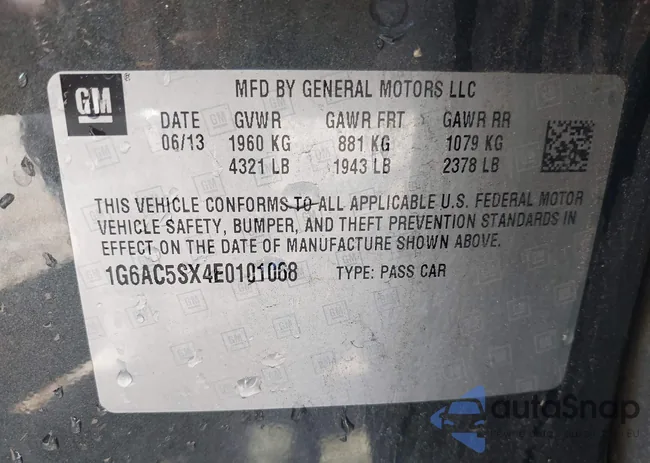 GM
®
MFD BY GENERAL MOTORS LLC
DATE GVWR GAWR FRT GAWR RR
06/13 1960 KG 881 KG 1079 KG
4321 LB 1943 LB 2378 LB
THIS VEHICLE CONFORMS TO ALL APPLICABLE U.S. FEDERAL MOTOR
VEHICLE SAFETY, BUMPER, AND THEFT PREVENTION STANDARDS IN
EFFECT ON THE DATE OF MANUFACTURE SHOWN ABOVE.
1G6AC5SX4E0101068 TYPE: PASS CAR
autoSnap